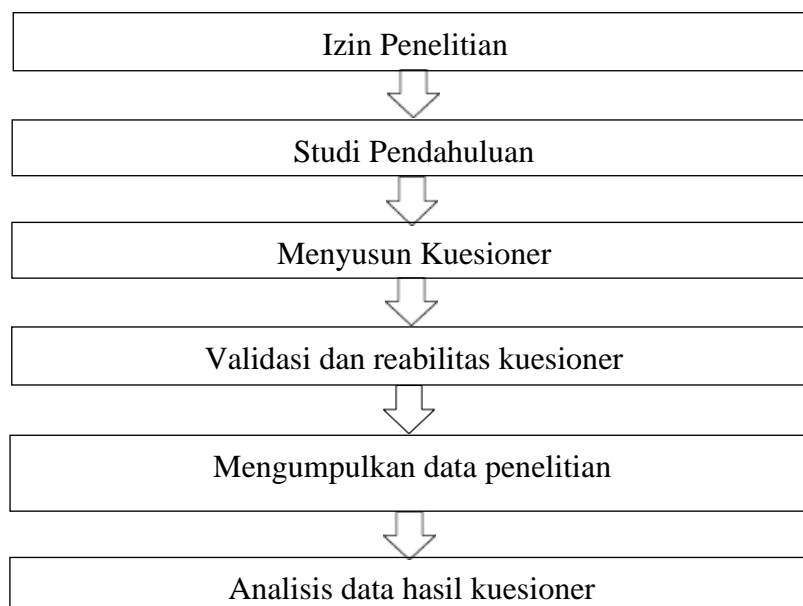 Izin Penelitian
Studi Pendahuluan
Menyusun Kuesioner
Validasi dan reabilitas kuesioner
Mengumpulkan data penelitian
Analisis data hasil kuesioner